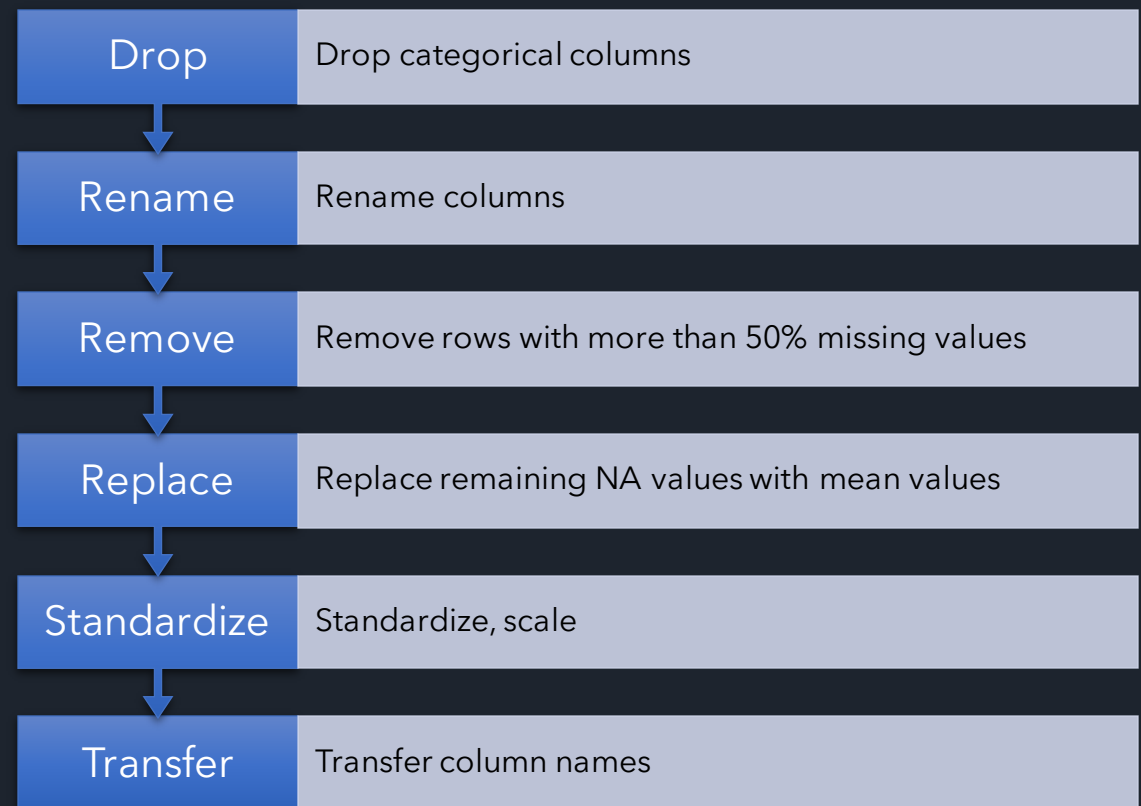 Drop
Drop categorical columns
Rename
Rename columns
Remove
Remove rows with more than 50% missing values
Replace
Replace remaining NA values with mean values
Standardize
Standardize, scale
Transfer
Transfer column names